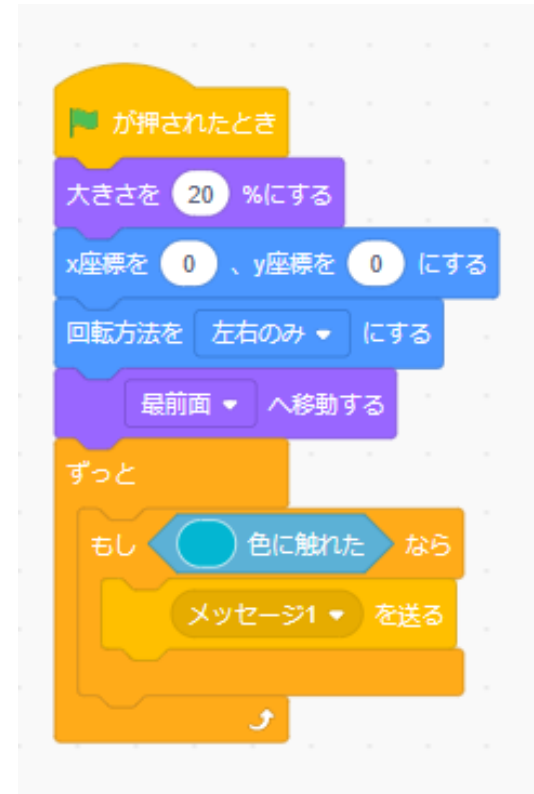 が押されたとき
大きさを 20 %にする
x座標を 0 、y座標を 0 にする
回転方法を 左右のみ にする
最前面 へ移動する
ずっと
もし 色に触れた なら
メッセージ1 を送る